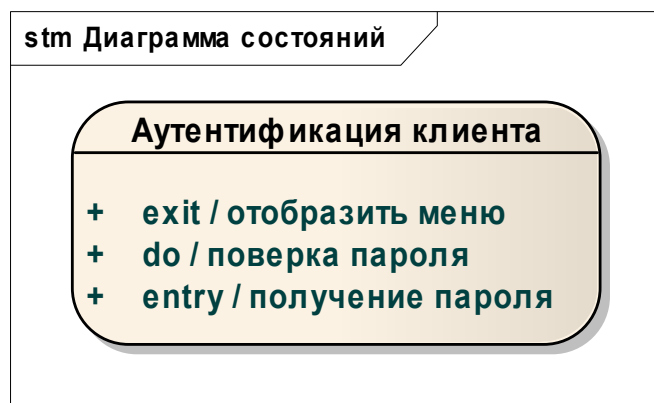 stm Диаграмма состояний
Аутентификация клиента
+ exit / отобразить меню
+ do / поверка пароля
+ entry / получение пароля